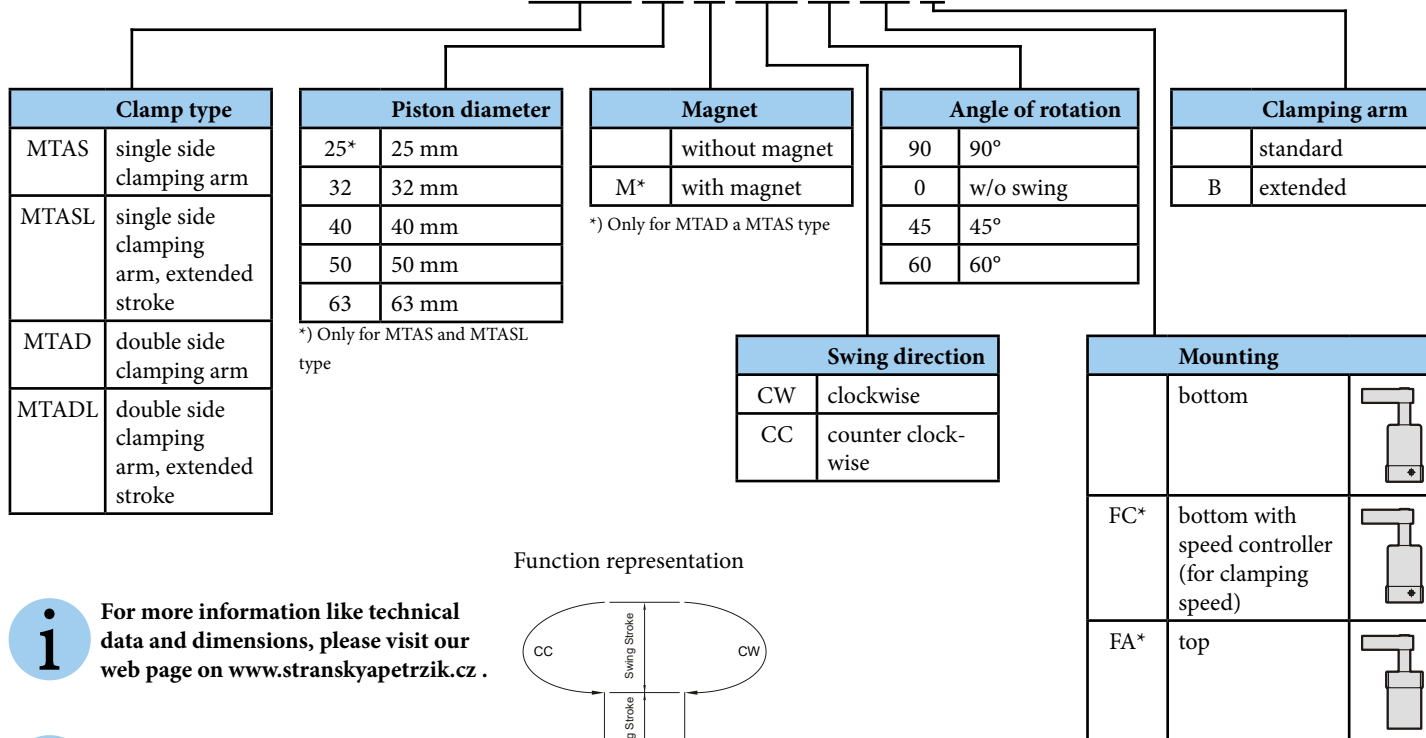 Clamp type
MTAS single side
clamping arm
MTASL single side
clamping
arm, extended
stroke
MTAD double side
clamping arm
MTADL double side
clamping
arm, extended
stroke
Piston diameter
25* 25 mm
32 32 mm
40 40 mm
50 50 mm
63 63 mm
*) Only for MTAS and MTASL
type
Magnet
without magnet
M* with magnet
*) Only for MTAD a MTAS type
Angle of rotation
90 90°
0 w/o swing
45 45°
60 60°
Clamping arm
standard
B extended
Swing direction
CW clockwise
CC counter clock-
wise
Mounting
bottom
FC* bottom with
speed controller
(for clamping
speed)
FA* top
Function representation
CC
Swing Stroke
CW
g Stroke
i
For more information like technical
data and dimensions, please visit our
web page on www.stranskyapetrzik.cz .